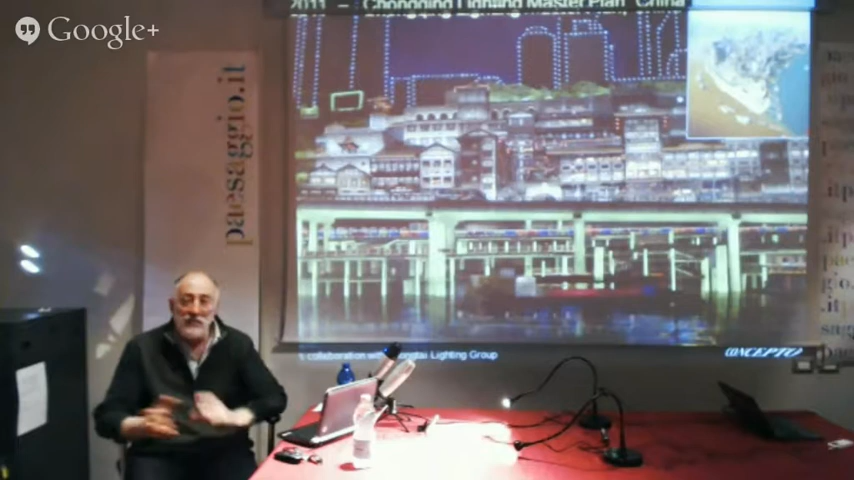 Google+
2011 - Chongqing Lighting Master Plan China
paesaggio.it
collaboration with
Lighting Group
CONCEPTO